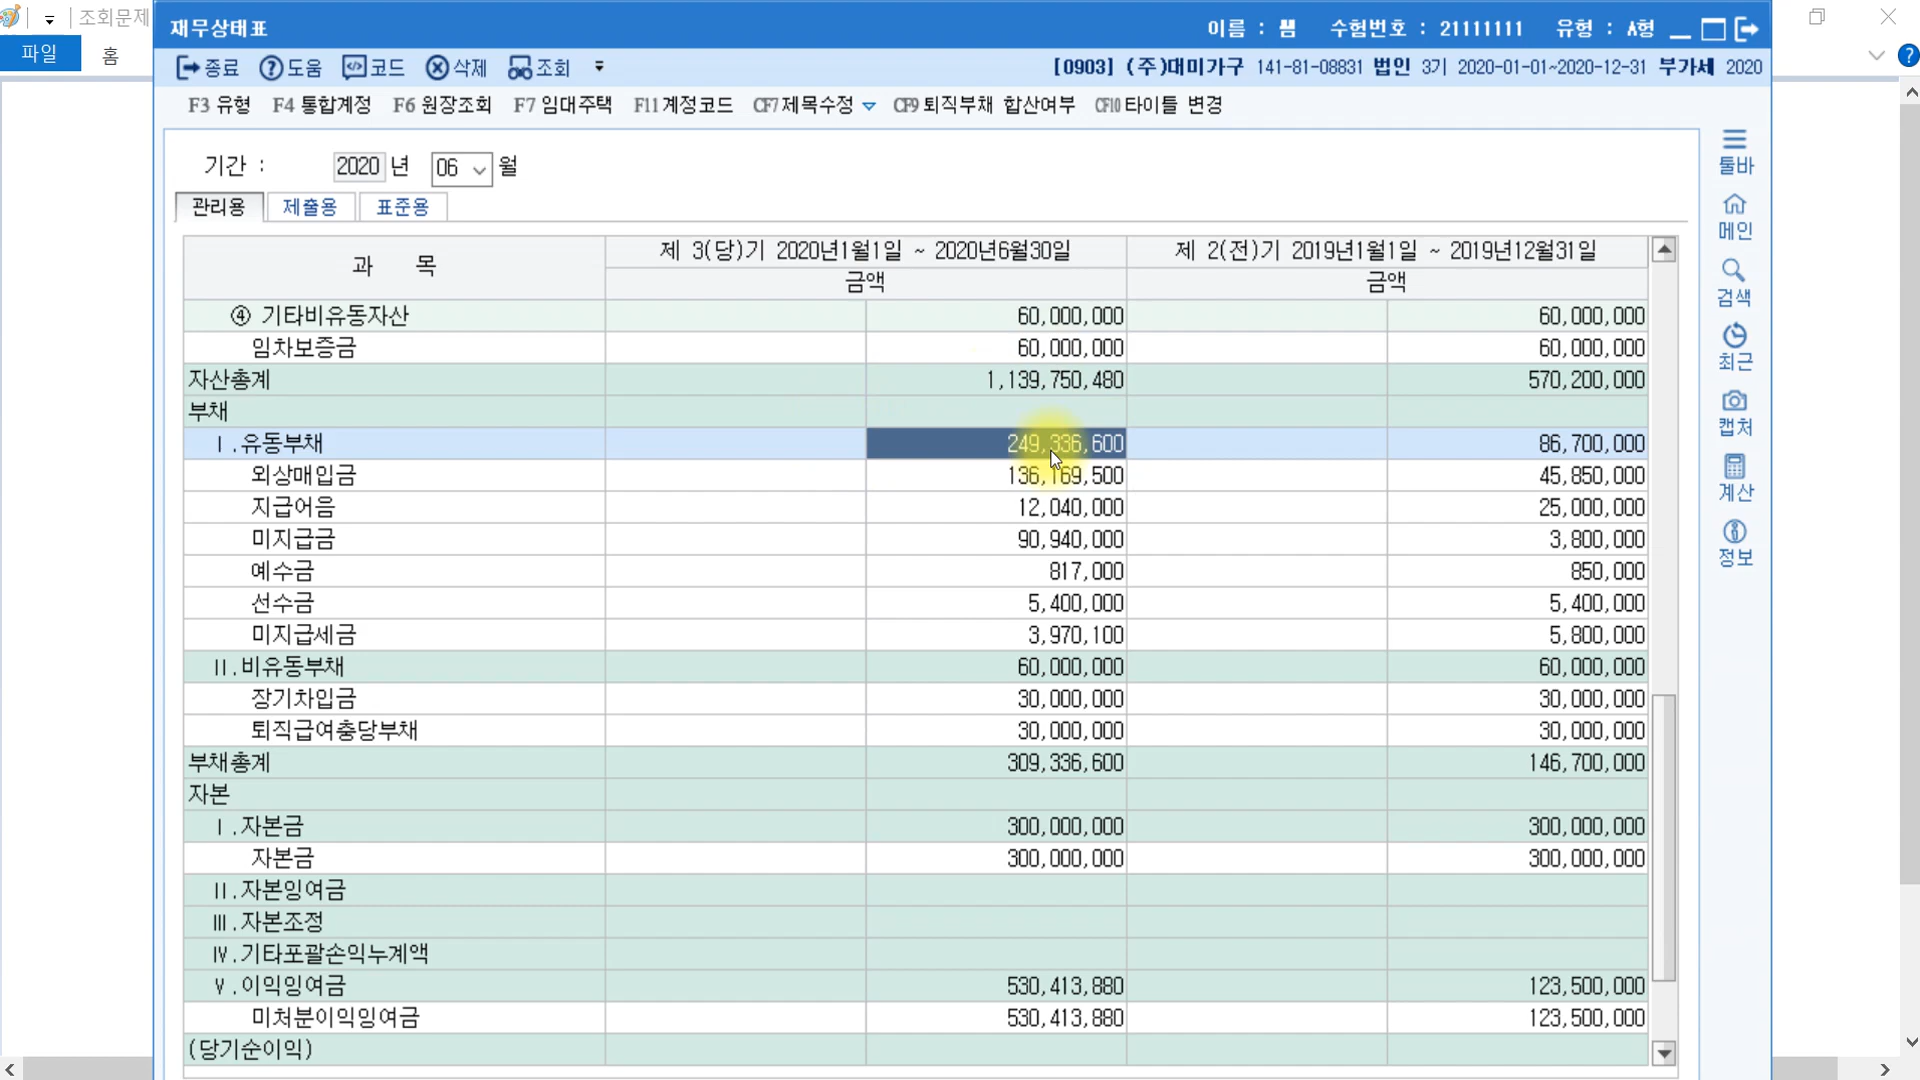 조회문제
파일
홈
재무상태표 이름 : 뵘 수험번호 : 21111111 유형 : A형
종료 도움 코드 삭제 조회 [0903] (주)대미가구 141-81-08831 법인 3기 2020-01-01~2020-12-31 부가세 2020
F3 유형 F4 통합계정 F6 원장조회 F7 임대주택 F11계정코드 CF7제목수정 CF9퇴직부채 합산여부 CF10타이틀 변경
기간 : 2020 년 06 월
관리용 제출용 표준용
과 목 제 3(당)기 2020년1월1일 ~ 2020년6월30일 제 2(전)기 2019년1월1일 ~ 2019년12월31일
금액 금액
④ 기타비유동자산 60,000,000 60,000,000
임차보증금 60,000,000 60,000,000
자산총계 1,139,750,480 570,200,000
부채
Ⅰ.유동부채 249,336,600 86,700,000
외상매입금 136,169,500 45,850,000
지급어음 12,040,000 25,000,000
미지급금 90,940,000 3,800,000
예수금 817,000 850,000
선수금 5,400,000 5,400,000
미지급세금 3,970,100 5,800,000
Ⅱ.비유동부채 60,000,000 60,000,000
장기차입금 30,000,000 30,000,000
퇴직급여충당부채 30,000,000 30,000,000
부채총계 309,336,600 146,700,000
자본
Ⅰ.자본금 300,000,000 300,000,000
자본금 300,000,000 300,000,000
Ⅱ.자본잉여금
Ⅲ.자본조정
Ⅳ.기타포괄손익누계액
Ⅴ.이익잉여금 530,413,880 123,500,000
미처분이익잉여금 530,413,880 123,500,000
(당기순이익)
툴바
메인
검색
최근
캡처
계산
정보